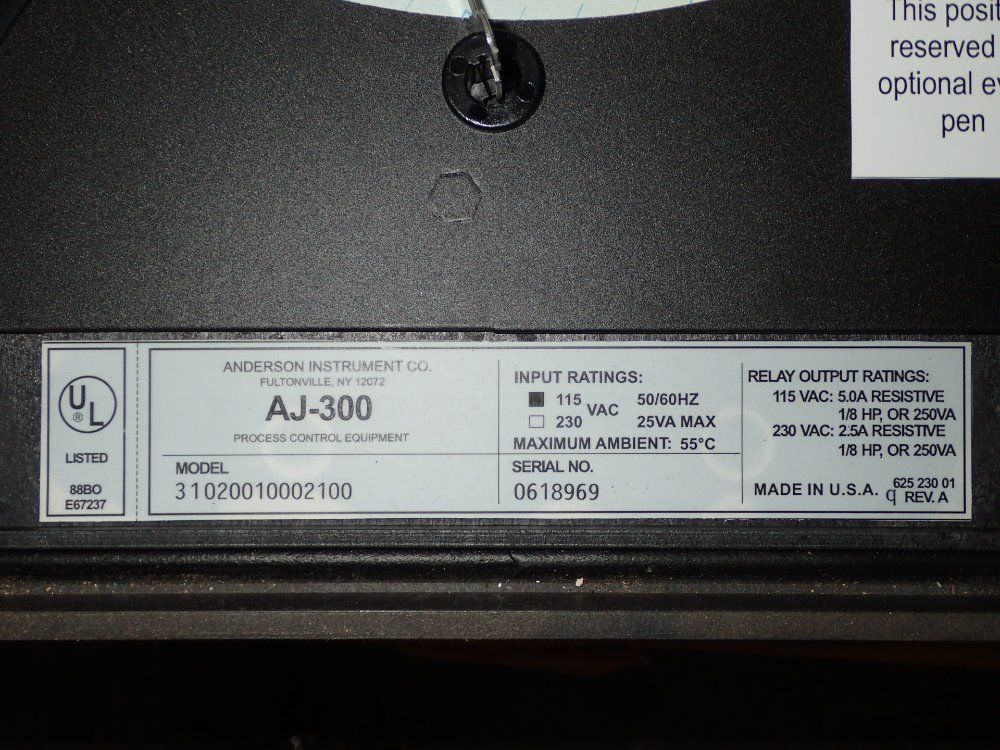 This
reserved
optional
pen
UL
®
LISTED
88BO
E67237
ANDERSON INSTRUMENT CO.
FULTONVILLE, NY 12072
AJ-300
PROCESS CONTROL EQUIPMENT
MODEL
31020010002100
INPUT RATINGS:
115 VAC 50/60HZ
230 25VA MAX
MAXIMUM AMBIENT: 55°C
SERIAL NO.
0618969
RELAY OUTPUT RATINGS:
115 VAC: 5.0A RESISTIVE
1/8 HP, OR 250VA
230 VAC: 2.5A RESISTIVE
1/8 HP, OR 250VA
MADE IN U.S.A. q 625 230 01
REV. A